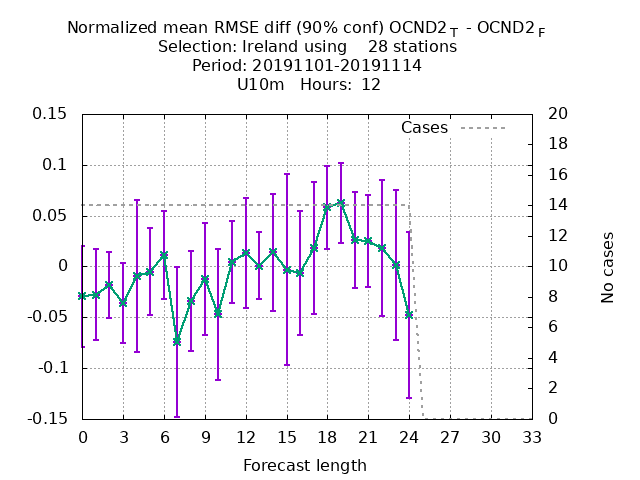 Normalized mean RMSE diff (90% conf) OCND2 T - OCND2 F
Selection: Ireland using 28 stations
Period: 20191101-20191114
U10m Hours: 12
0.15
0.1
0.05
0
-0.05
-0.1
-0.15
Cases
20
18
16
14
12
10
8
6
4
2
0
No cases
0 3 6 9 12 15 18 21 24 27 30 33
Forecast length